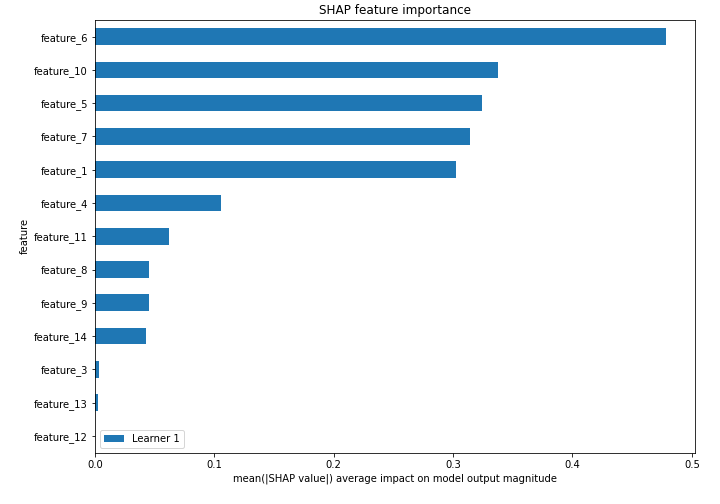 SHAP feature importance
feature_6
feature_10
feature_5
feature_7
feature_1
feature_4
feature_11
feature_8
feature_9
feature_14
feature_3
feature_13
feature_12
feature
Learner 1
0.0 0.1 0.2 0.3 0.4 0.5
mean(|SHAP value|) average impact on model output magnitude